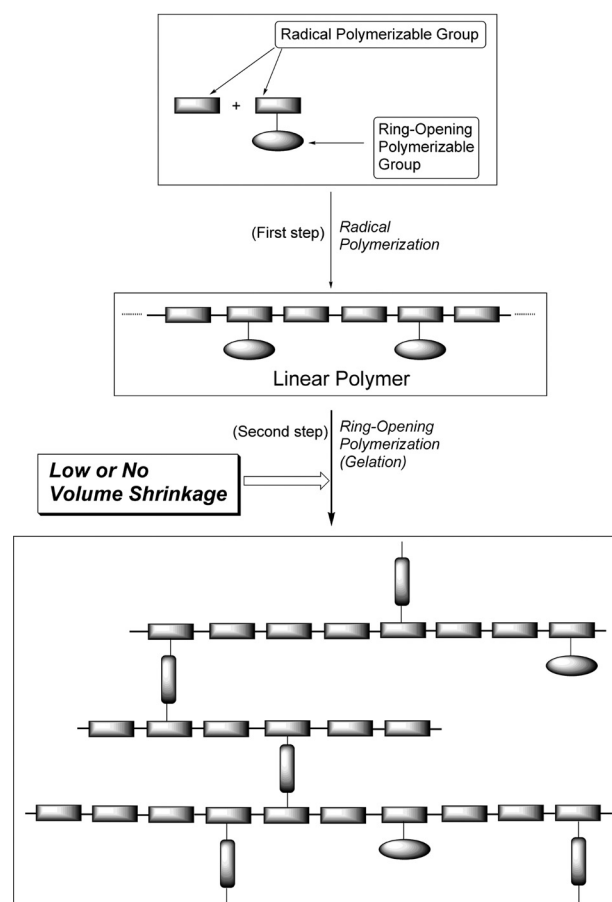 Radical Polymerizable Group
+
Ring-Opening
Polymerizable
Group
(First step)
Radical
Polymerization
Linear Polymer
(Second step)
Ring-Opening
Polymerization
(Gelation)
Low or No
Volume Shrinkage